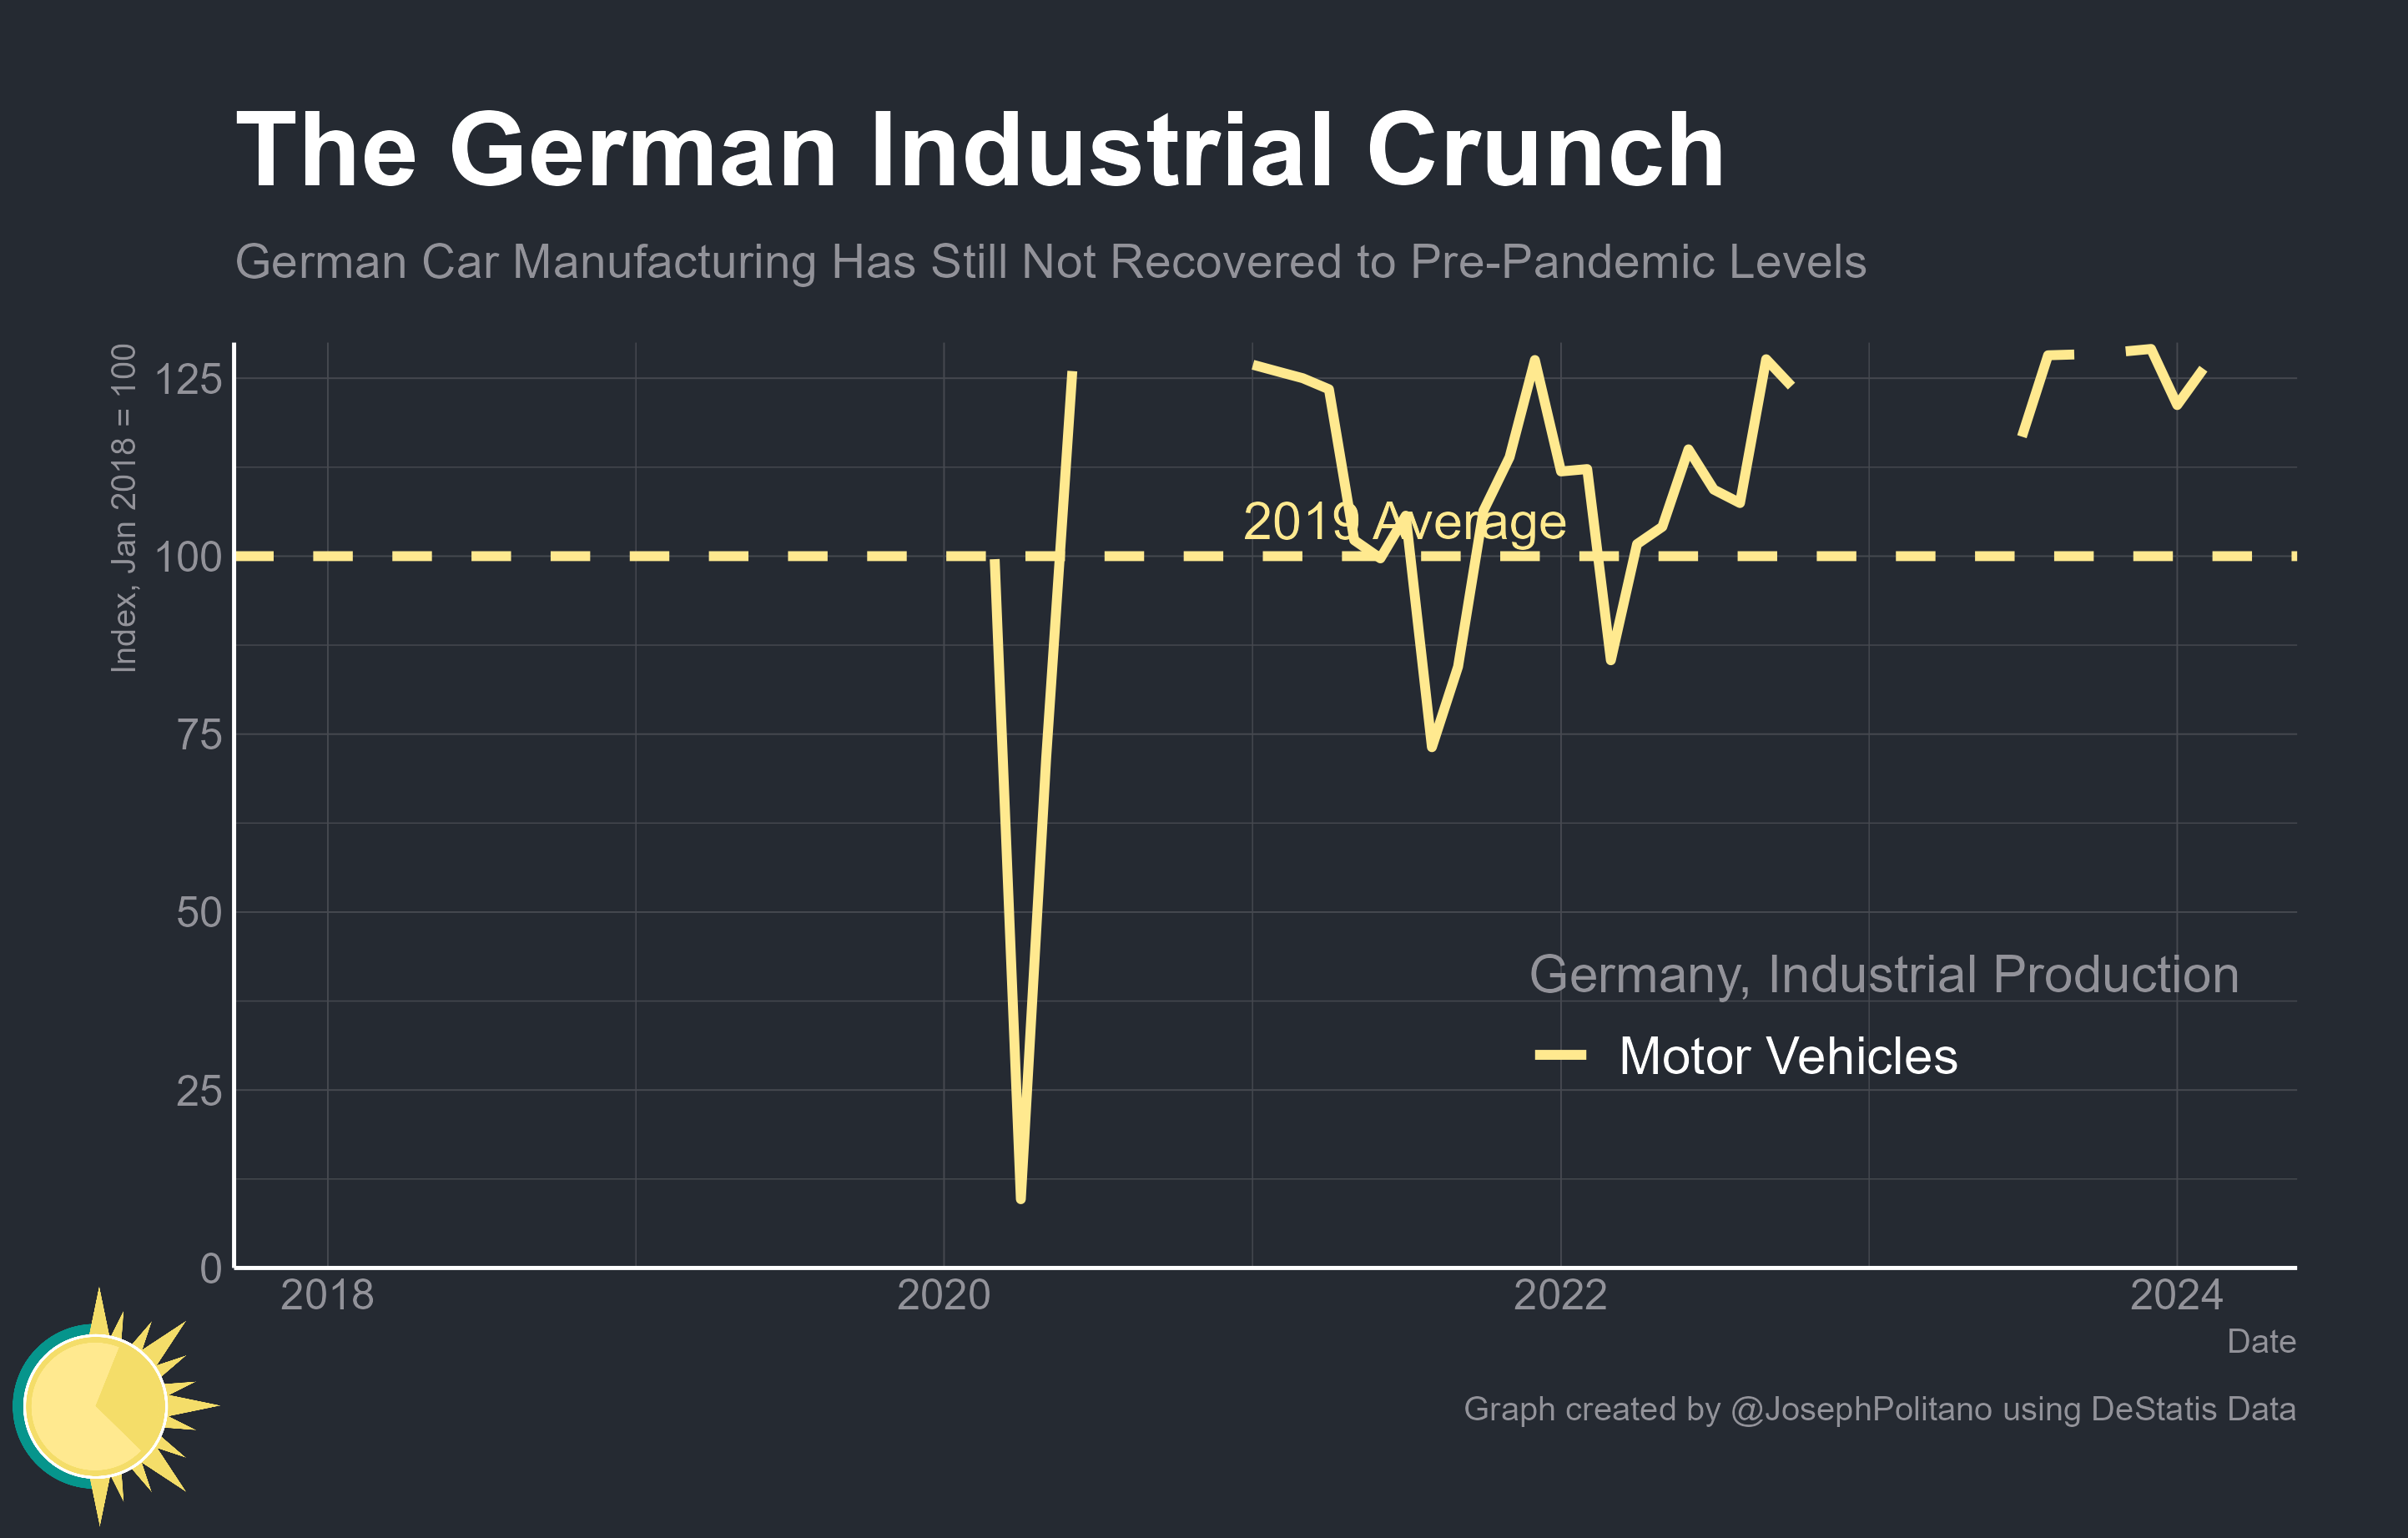 The German Industrial Crunch
German Car Manufacturing Has Still Not Recovered to Pre-Pandemic Levels
Index, Jan 2018 = 100
125
100
75
50
25
0
2019 Average
Germany, Industrial Production
Motor Vehicles
2018
2020
2022
2024
Date
Graph created by @JosephPolitano using DeStatis Data